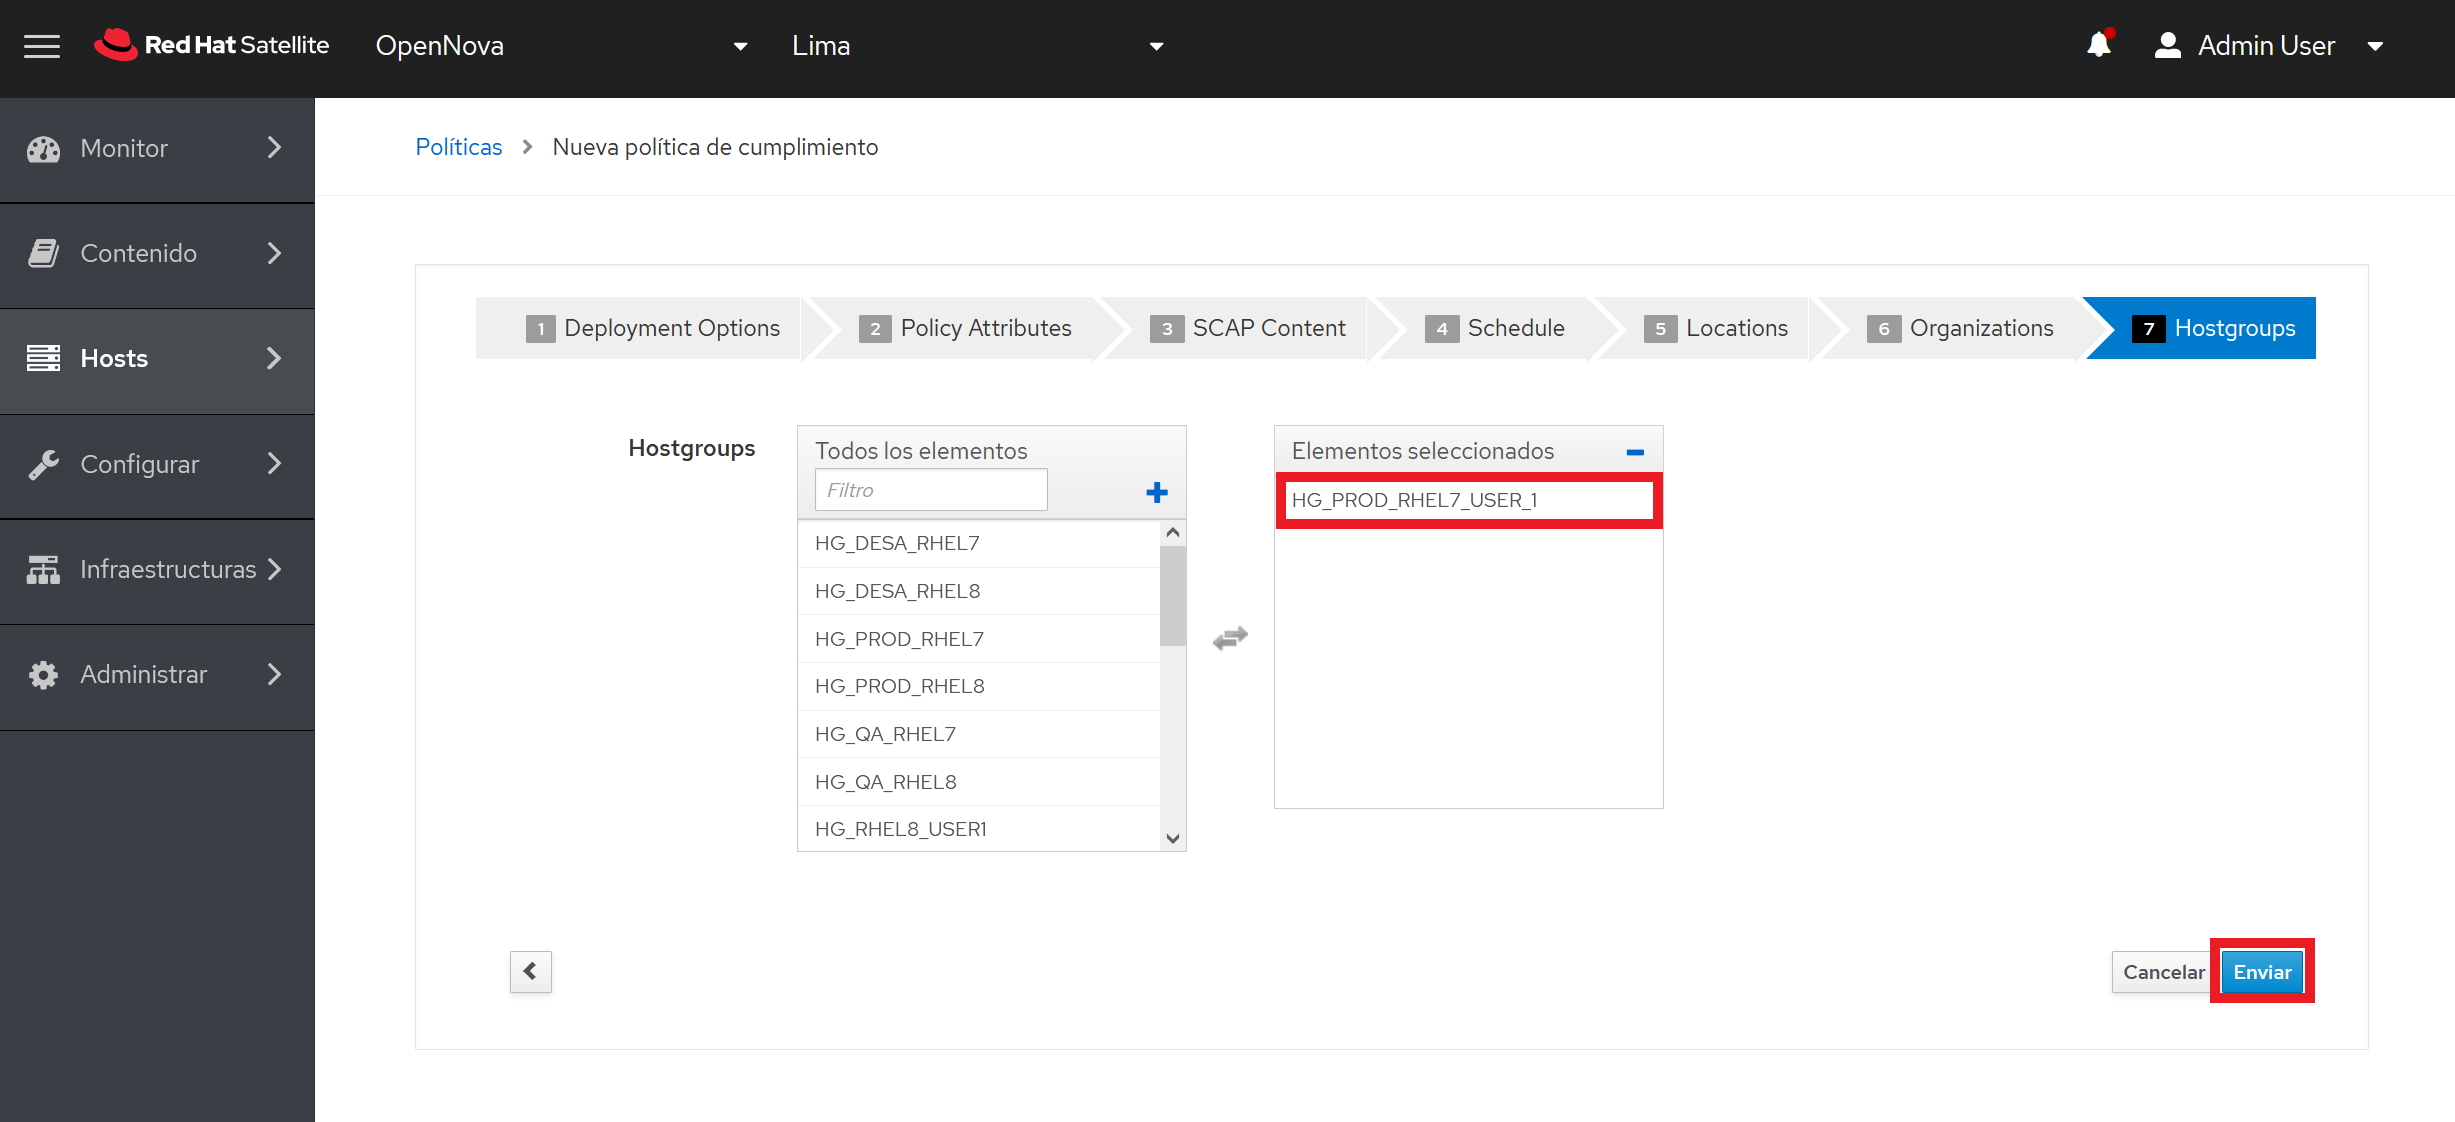 Red Hat Satellite
OpenNova
Lima
Admin User
Monitor
Contenido
Hosts
Configurar
Infraestructuras
Administrar
Políticas > Nueva política de cumplimiento
1 Deployment Options
2 Policy Attributes
3 SCAP Content
4 Schedule
5 Locations
6 Organizations
7 Hostgroups
Hostgroups
Todos los elementos
Filtro
HG_DESA_RHEL7
HG_DESA_RHEL8
HG_PROD_RHEL7
HG_PROD_RHEL8
HG_QA_RHEL7
HG_QA_RHEL8
HG_RHEL8_USER1
Elementos seleccionados
HG_PROD_RHEL7_USER_1
Cancelar
Enviar